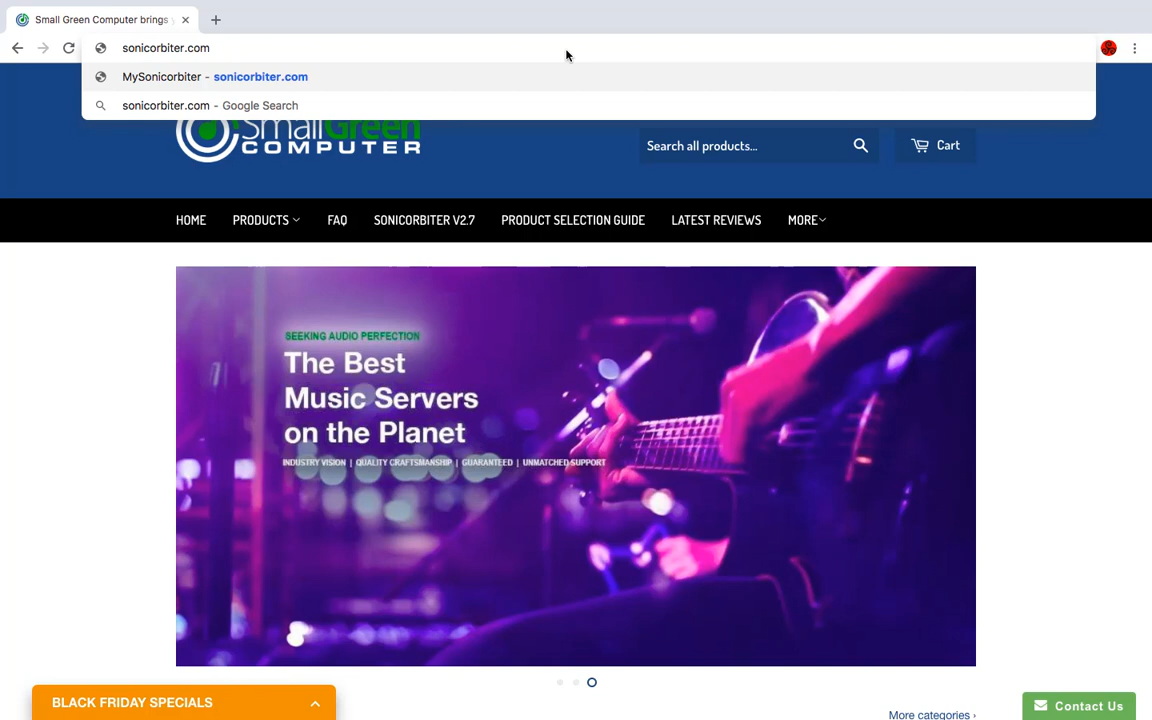 Small Green Computer brings
sonicorbiter.com
MySonicorbiter - sonicorbiter.com
sonicorbiter.com - Google Search
SmallGreen
COMPUTER
Search all products...
Cart
HOME PRODUCTS FAQ SONICORBITER V2.7 PRODUCT SELECTION GUIDE LATEST REVIEWS MORE
SEEKING AUDIO PERFECTION
The Best
Music Servers
on the Planet
INDUSTRY VISION | QUALITY CRAFTSMANSHIP | GUARANTEED | UNMATCHED SUPPORT
BLACK FRIDAY SPECIALS
More categories ›
Contact Us